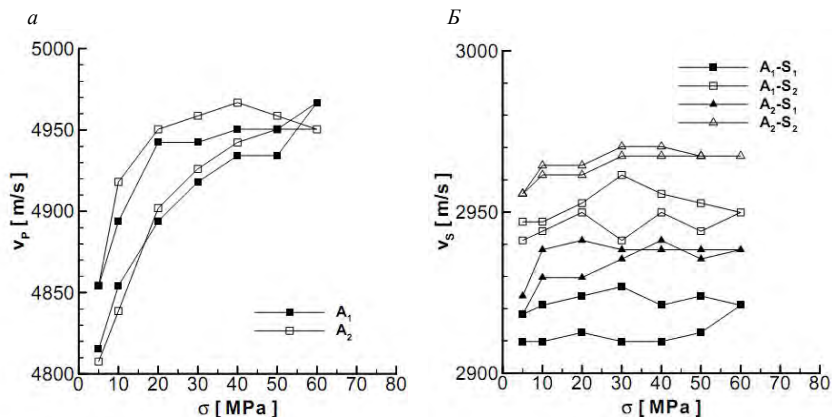 а
5000
4950
4900
4850
4800
v_P [ m/s ]
A₁
A₂
0 10 20 30 40 50 60 70 80
σ [ MPa ]
Б
3000
2950
2900
v_S [ m/s ]
A₁-S₁
A₁-S₂
A₂-S₁
A₂-S₂
0 10 20 30 40 50 60 70 80
σ [ MPa ]